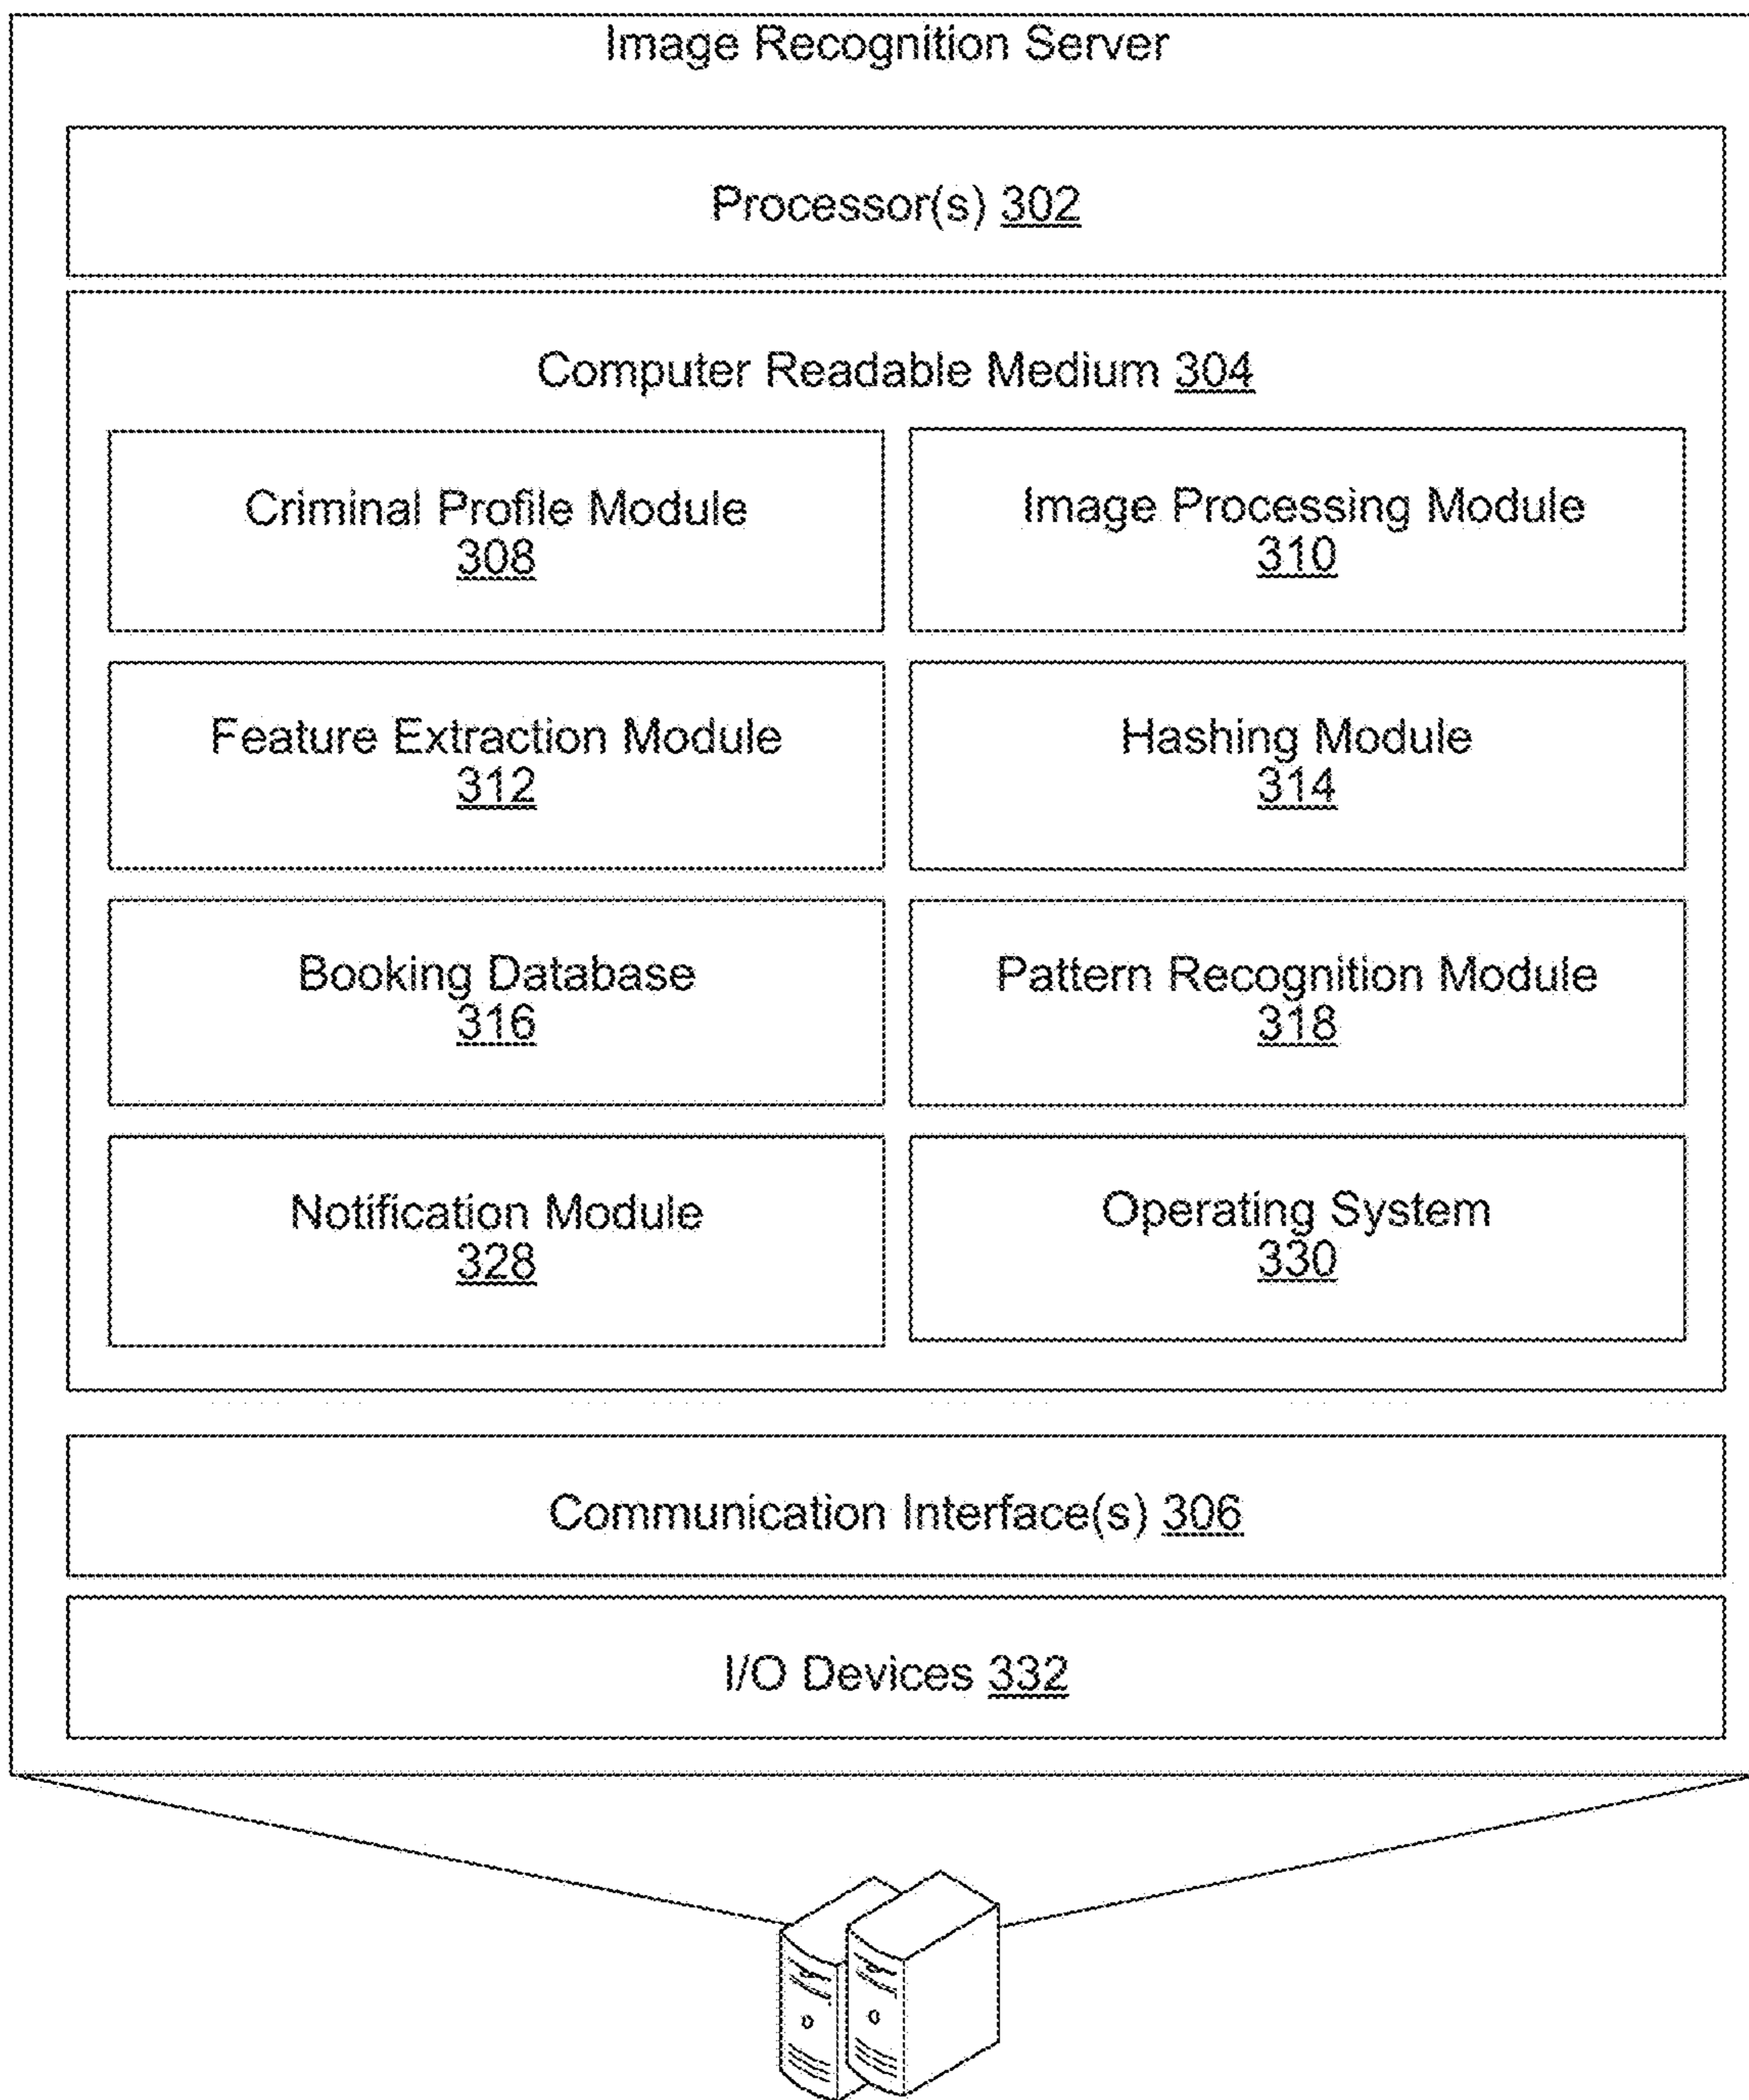 Image Recognition Server
Processor(s) 302
Computer Readable Medium 304
Criminal Profile Module
308
Image Processing Module
310
Feature Extraction Module
312
Hashing Module
314
Booking Database
316
Pattern Recognition Module
318
Notification Module
328
Operating System
330
Communication Interface(s) 306
I/O Devices 332